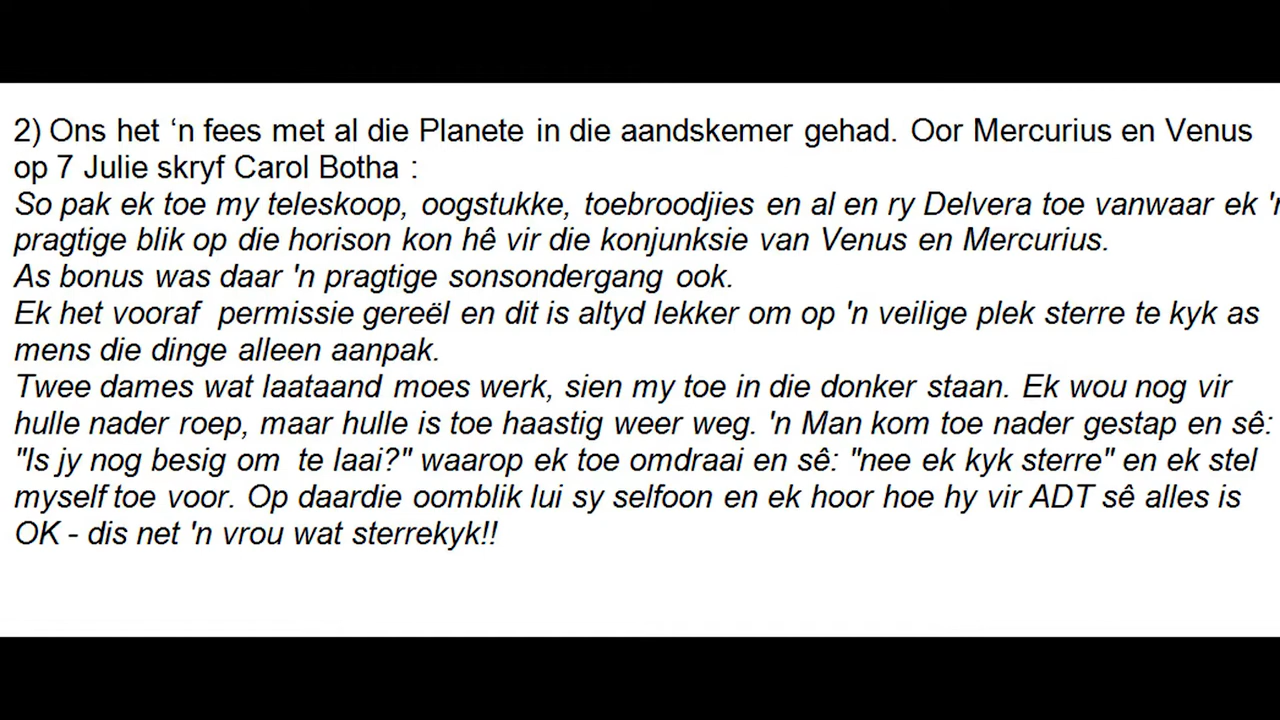 2) Ons het ‘n fees met al die Planete in die aandskemer gehad. Oor Mercurius en Venus
op 7 Julie skryf Carol Botha :
So pak ek toe my teleskoop, oogstukke, toebroodjies en al en ry Delvera toe vanwaar ek 'n
pragtige blik op die horison kon hê vir die konjunksie van Venus en Mercurius.
As bonus was daar 'n pragtige sonsondergang ook.
Ek het vooraf  permissie gereël en dit is altyd lekker om op 'n veilige plek sterre te kyk as
mens die dinge alleen aanpak.
Twee dames wat laataand moes werk, sien my toe in die donker staan. Ek wou nog vir
hulle nader roep, maar hulle is toe haastig weer weg. 'n Man kom toe nader gestap en sê:
"Is jy nog besig om  te laai?" waarop ek toe omdraai en sê: "nee ek kyk sterre" en ek stel
myself toe voor. Op daardie oomblik lui sy selfoon en ek hoor hoe hy vir ADT sê alles is
OK - dis net 'n vrou wat sterrekyk!!